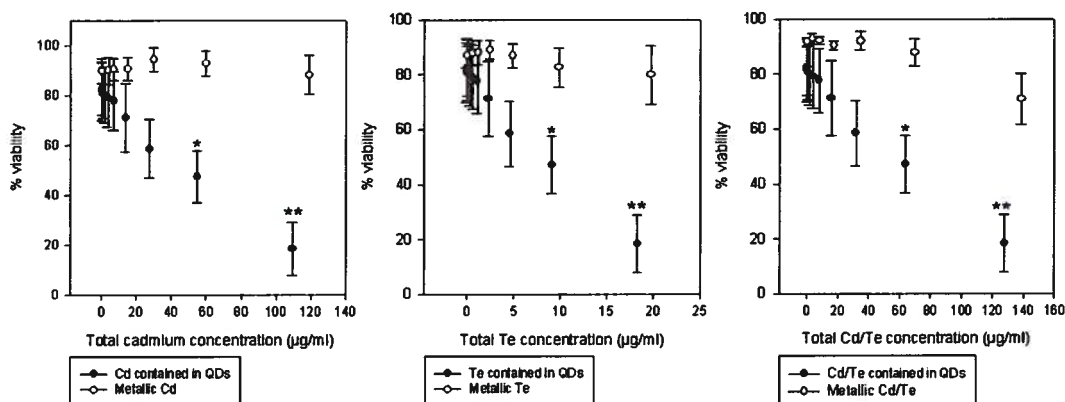 % viability
100
80
60
40
20
0
*
**
0 20 40 60 80 100 120 140
Total cadmium concentration (µg/ml)
Cd contained in QDs
Metallic Cd
% viability
100
80
60
40
20
0
*
**
0 5 10 15 20 25
Total Te concentration (µg/ml)
Te contained in QDs
Metallic Te
% viability
100
80
60
40
20
0
*
**
0 20 40 60 80 100 120 140 160
Total Cd/Te concentration (µg/ml)
Cd/Te contained in QDs
Metallic Cd/Te